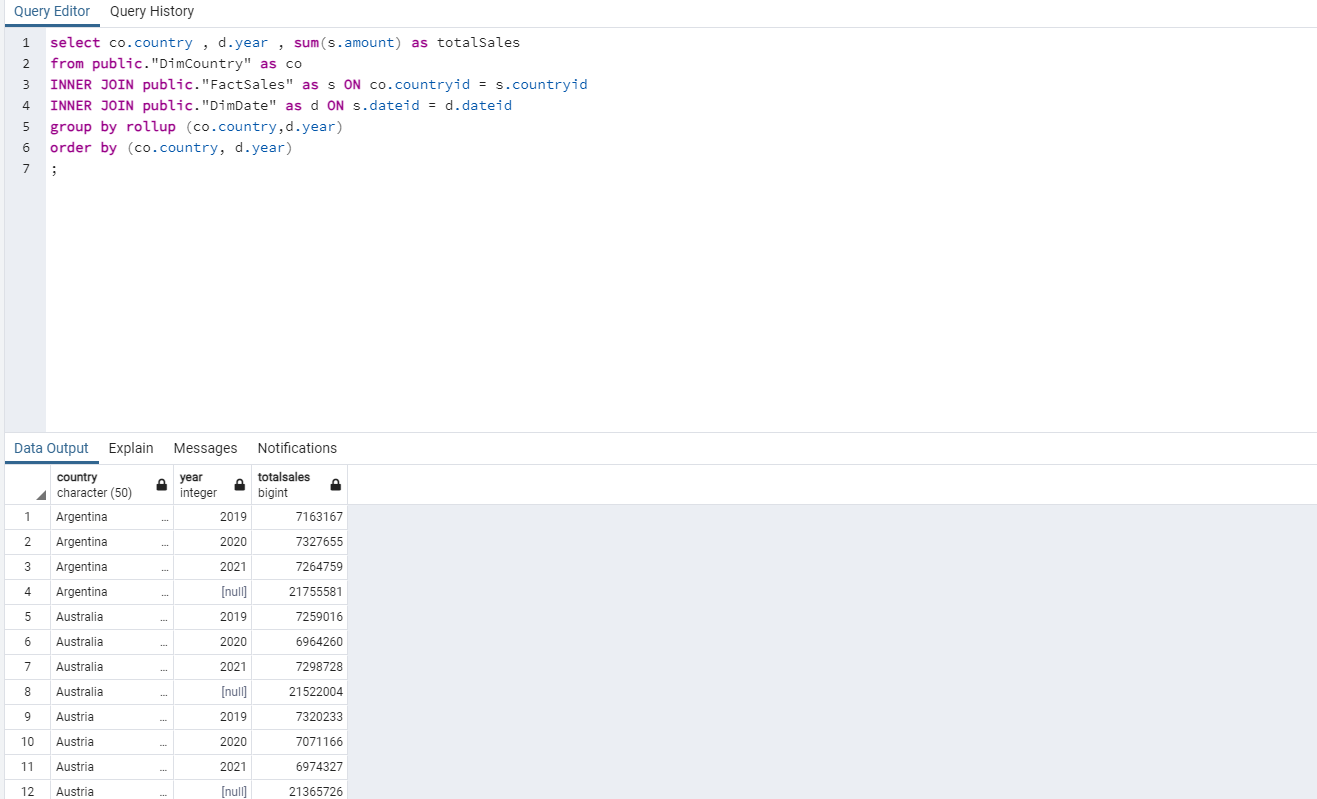 Query Editor Query History
1 select co.country , d.year , sum(s.amount) as totalSales
2 from public."DimCountry" as co
3 INNER JOIN public."FactSales" as s ON co.countryid = s.countryid
4 INNER JOIN public."DimDate" as d ON s.dateid = d.dateid
5 group by rollup (co.country,d.year)
6 order by (co.country, d.year)
7 ;
Data Output Explain Messages Notifications
country year totalsales
character (50) integer bigint
1 Argentina ... 2019 7163167
2 Argentina ... 2020 7327655
3 Argentina ... 2021 7264759
4 Argentina ... [null] 21755581
5 Australia ... 2019 7259016
6 Australia ... 2020 6964260
7 Australia ... 2021 7298728
8 Australia ... [null] 21522004
9 Austria ... 2019 7320233
10 Austria ... 2020 7071166
11 Austria ... 2021 6974327
12 Austria ... [null] 21365726